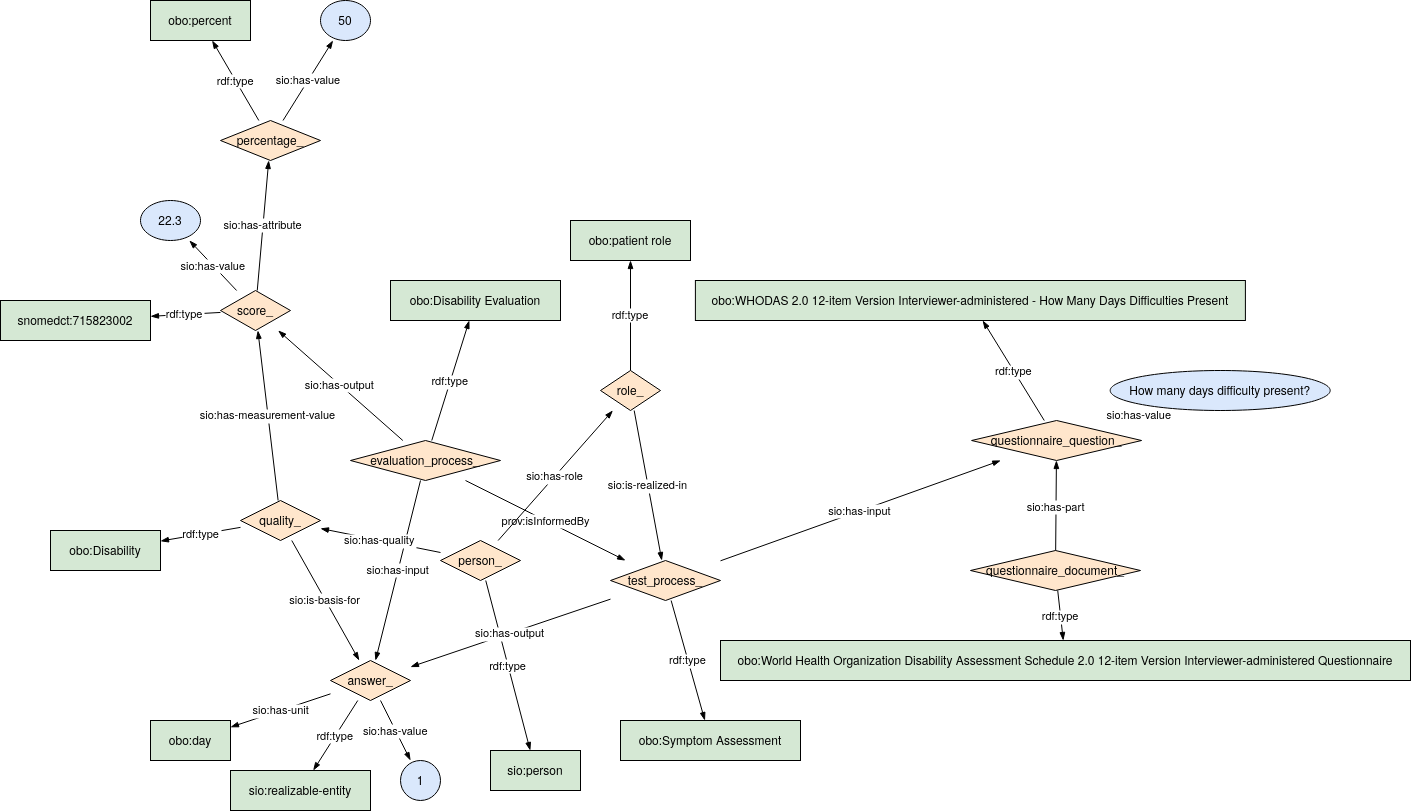 obo:percent
50
rdf:type
sio:has-value
percentage_
22.3
sio:has-attribute
obo:patient role
sio:has-value
obo:Disability Evaluation
obo:WHODAS 2.0 12-item Version Interviewer-administered - How Many Days Difficulties Present
snomedct:715823002
rdf:type
score_
rdf:type
rdf:type
rdf:type
sio:has-output
role_
How many days difficulty present?
sio:has-measurement-value
sio:has-value
questionnaire_question_
evaluation_process_
sio:has-role
sio:is-realized-in
sio:has-input
sio:has-part
quality_
prov:isInformedBy
rdf:type
sio:has-quality
obo:Disability
person_
sio:has-input
test_process_
questionnaire_document_
sio:is-basis-for
rdf:type
sio:has-output
obo:World Health Organization Disability Assessment Schedule 2.0 12-item Version Interviewer-administered Questionnaire
rdf:type
rdf:type
answer_
sio:has-unit
sio:has-value
rdf:type
obo:day
obo:Symptom Assessment
sio:person
1
sio:realizable-entity